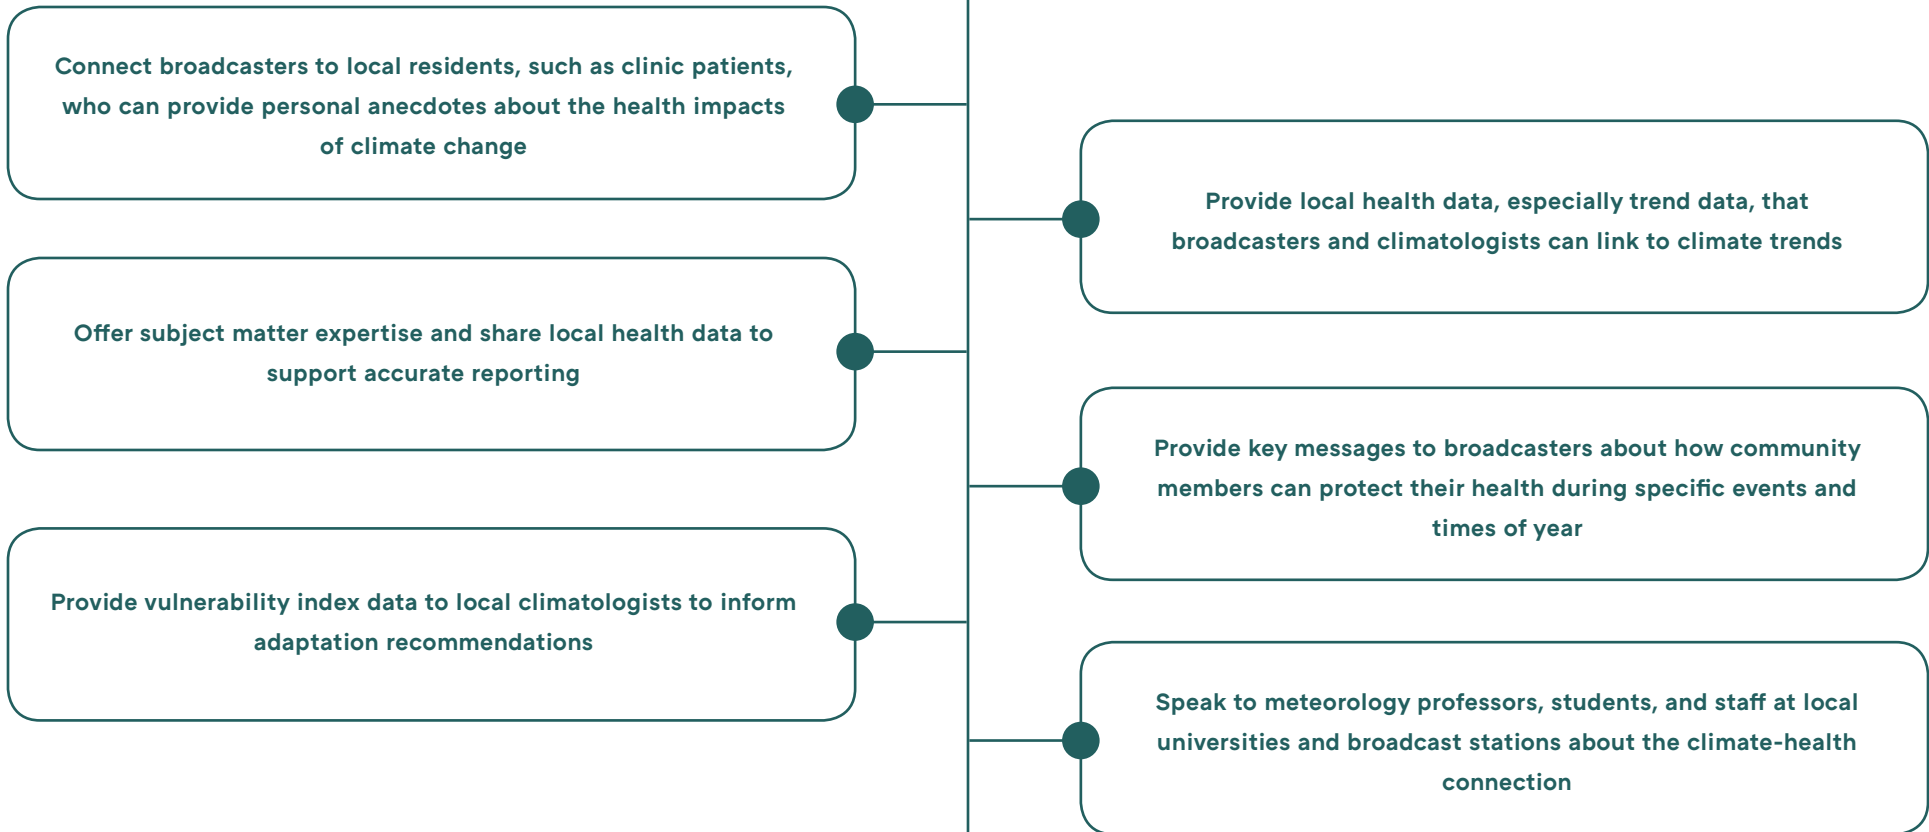 Connect broadcasters to local residents, such as clinic patients,
who can provide personal anecdotes about the health impacts
of climate change
Provide local health data, especially trend data, that
broadcasters and climatologists can link to climate trends
Offer subject matter expertise and share local health data to
support accurate reporting
Provide key messages to broadcasters about how community
members can protect their health during specific events and
times of year
Provide vulnerability index data to local climatologists to inform
adaptation recommendations
Speak to meteorology professors, students, and staff at local
universities and broadcast stations about the climate-health
connection